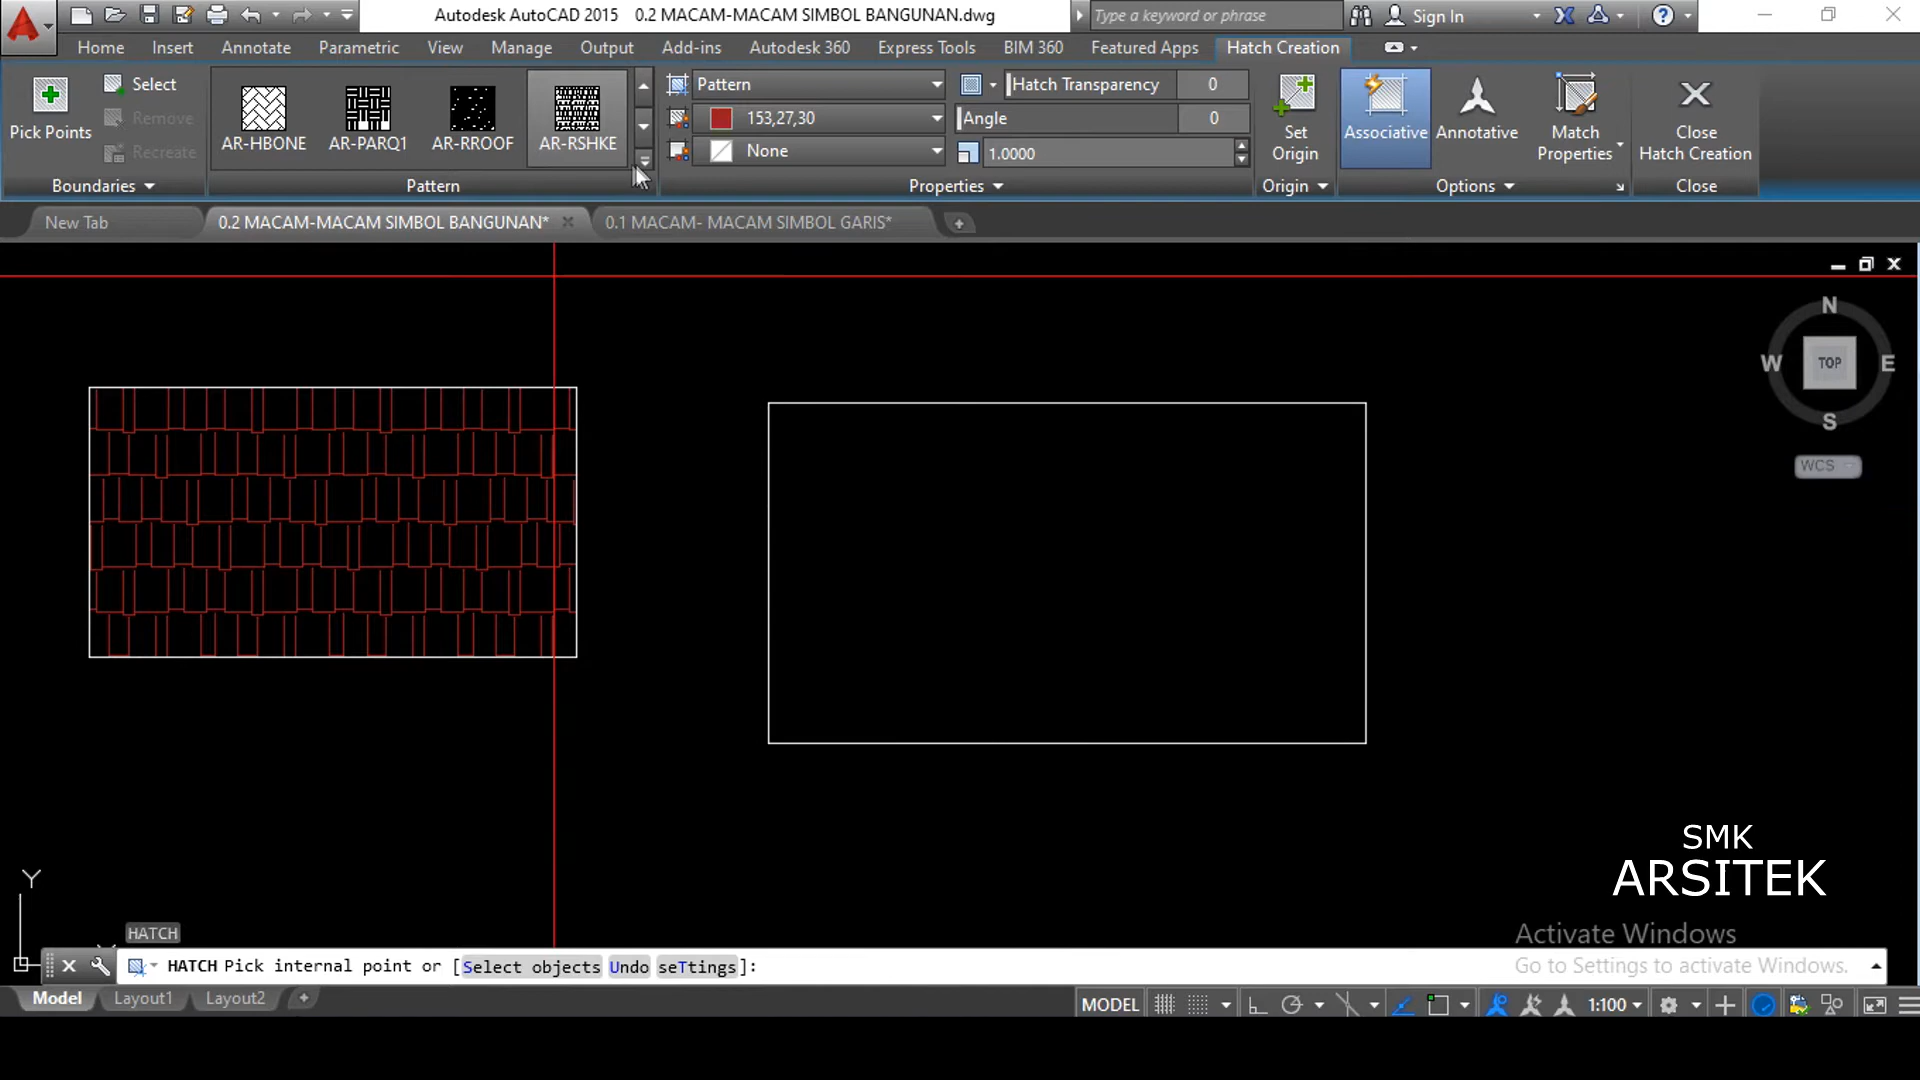 Autodesk AutoCAD 2015 0.2 MACAM-MACAM SIMBOL BANGUNAN.dwg
Type a keyword or phrase
Sign In
Home Insert Annotate Parametric View Manage Output Add-ins Autodesk 360 Express Tools BIM 360 Featured Apps Hatch Creation
Pick Points
Select
Remove
Recreate
Boundaries
AR-HBONE AR-PARQ1 AR-RROOF AR-RSHKE
Pattern
Pattern
153,27,30
None
Hatch Transparency 0
Angle 0
1.0000
Properties
Set
Origin
Origin
Associative
Annotative
Match
Properties
Options
Close
Hatch Creation
Close
New Tab 0.2 MACAM-MACAM SIMBOL BANGUNAN* 0.1 MACAM- MACAM SIMBOL GARIS*
N
W TOP E
S
WCS
SMK
ARSITEK
Y
HATCH
Activate Windows
Go to Settings to activate Windows.
HATCH Pick internal point or [Select objects Undo seTtings]:
Model Layout1 Layout2
MODEL 1:100